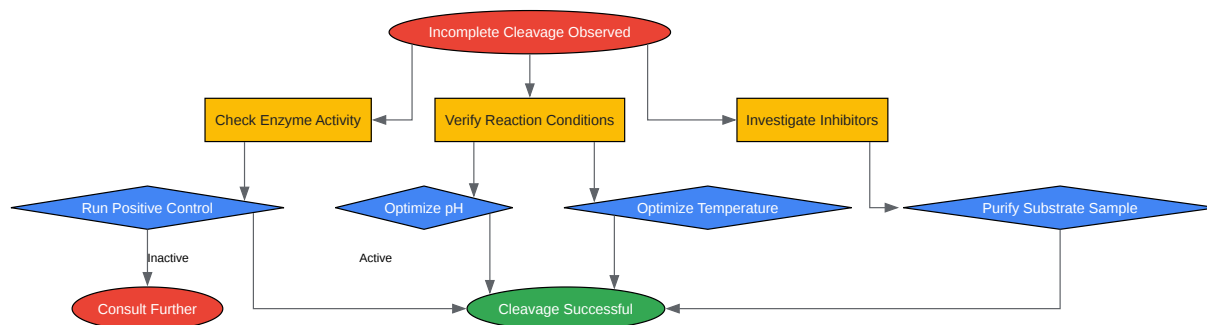 Incomplete Cleavage Observed
Check Enzyme Activity
Verify Reaction Conditions
Investigate Inhibitors
Run Positive Control
Optimize pH
Optimize Temperature
Purify Substrate Sample
Inactive
Active
Consult Further
Cleavage Successful